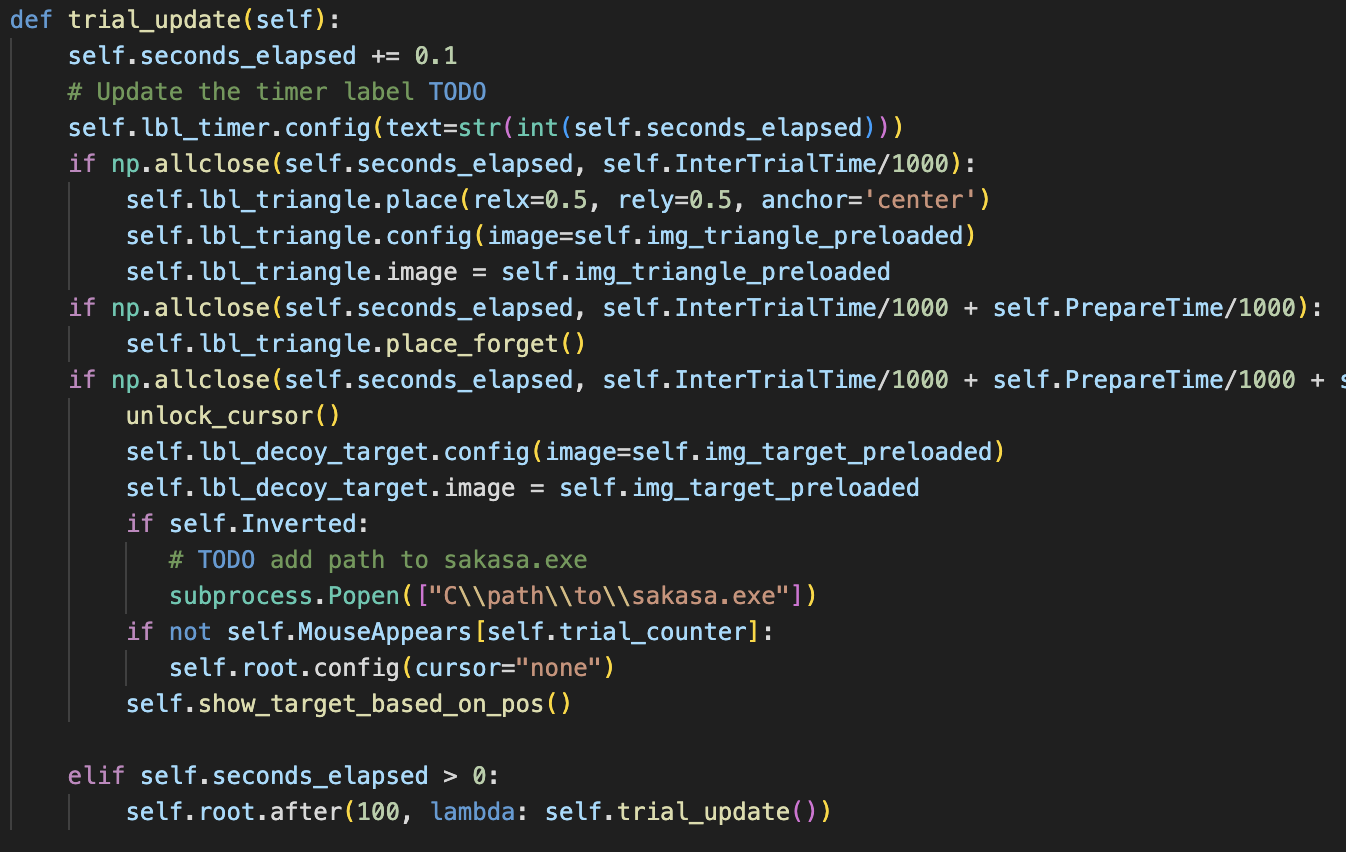 def trial_update(self):
    self.seconds_elapsed += 0.1
    # Update the timer label TODO
    self.lbl_timer.config(text=str(int(self.seconds_elapsed)))
    if np.allclose(self.seconds_elapsed, self.InterTrialTime/1000):
        self.lbl_triangle.place(relx=0.5, rely=0.5, anchor='center')
        self.lbl_triangle.config(image=self.img_triangle_preloaded)
        self.lbl_triangle.image = self.img_triangle_preloaded
    if np.allclose(self.seconds_elapsed, self.InterTrialTime/1000 + self.PrepareTime/1000):
        self.lbl_triangle.place_forget()
    if np.allclose(self.seconds_elapsed, self.InterTrialTime/1000 + self.PrepareTime/1000 +
        unlock_cursor()
        self.lbl_decoy_target.config(image=self.img_target_preloaded)
        self.lbl_decoy_target.image = self.img_target_preloaded
        if self.Inverted:
           # TODO add path to sakasa.exe
           subprocess.Popen(["C\\path\\to\\sakasa.exe"])
        if not self.MouseAppears[self.trial_counter]:
           self.root.config(cursor="none")
        self.show_target_based_on_pos()
    elif self.seconds_elapsed > 0:
        self.root.after(100, lambda: self.trial_update())